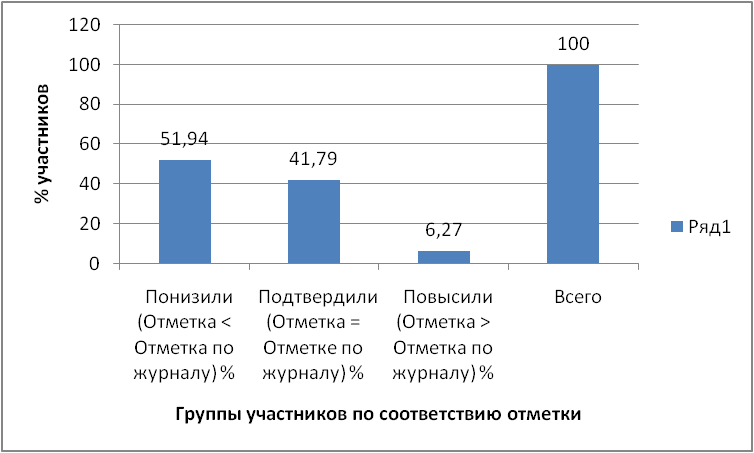 120
100
80
60
40
20
0
% участников
51,94
41,79
6,27
100
Понизили
(Отметка <
Отметка по
журналу) %
Подтвердили
(Отметка =
Отметке по
журналу) %
Повысили
(Отметка >
Отметка по
журналу) %
Всего
Группы участников по соответствию отметки
Ряд1